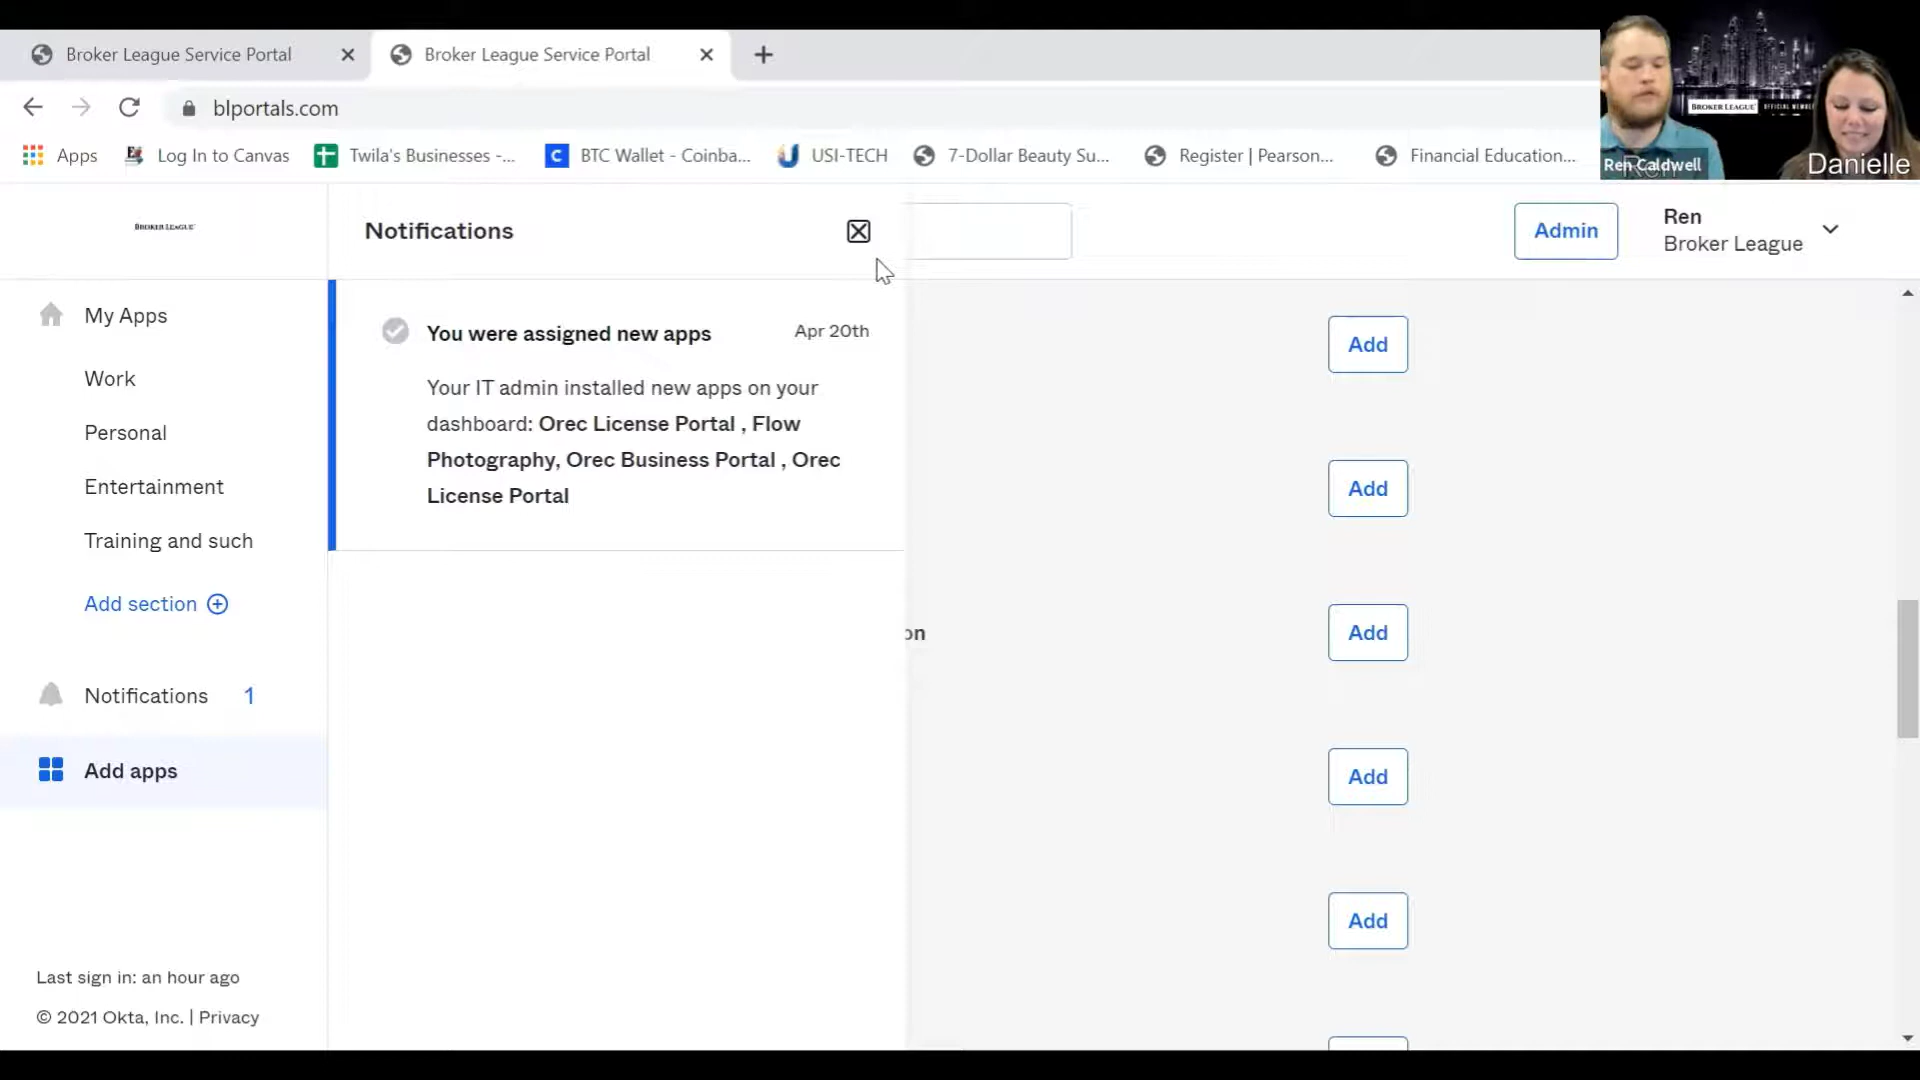 Broker League Service Portal
Broker League Service Portal
blportals.com
Apps
Log In to Canvas
Twila's Businesses -...
BTC Wallet - Coinba...
USI-TECH
7-Dollar Beauty Su...
Register | Pearson...
Financial Education...
BROKER LEAGUE
Ren Caldwell
Danielle
BROKER LEAGUE
Notifications
Admin
Ren
Broker League
My Apps
Work
Personal
Entertainment
Training and such
Add section
Notifications 1
Add apps
Last sign in: an hour ago
© 2021 Okta, Inc. | Privacy
You were assigned new apps
Apr 20th
Your IT admin installed new apps on your
dashboard: Orec License Portal , Flow
Photography, Orec Business Portal , Orec
License Portal
on
Add
Add
Add
Add
Add